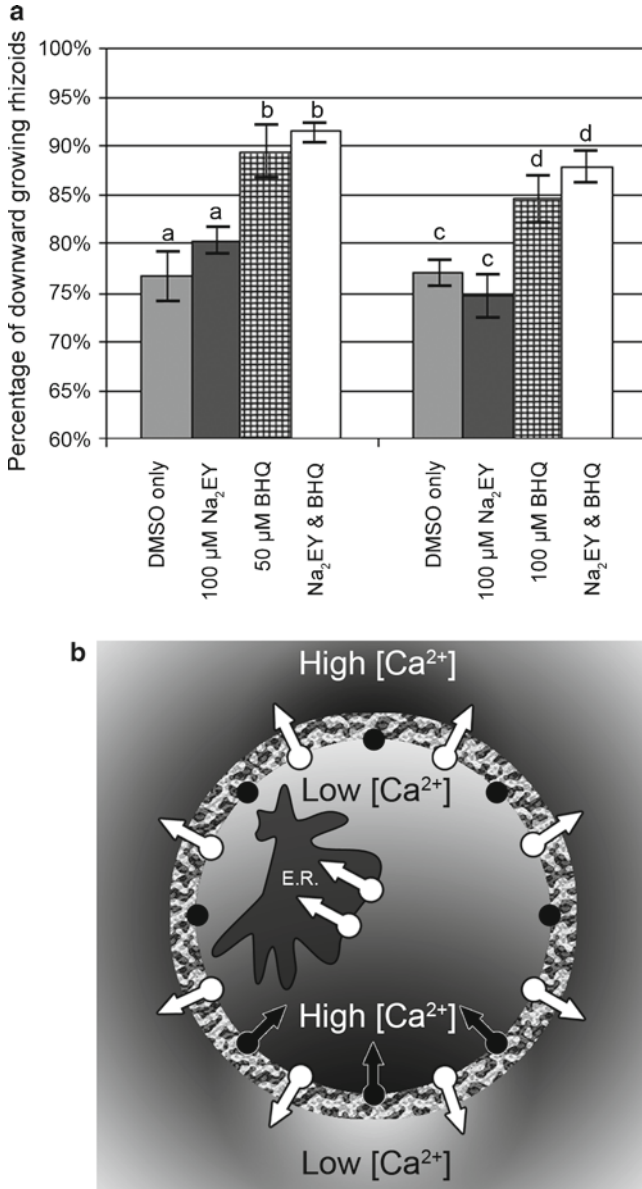 a
Percentage of downward growing rhizoids
100%
95%
90%
85%
80%
75%
70%
65%
60%
a
a
b
b
c
c
d
d
DMSO only
100 µM Na₂EY
50 µM BHQ
Na₂EY & BHQ
DMSO only
100 µM Na₂EY
100 µM BHQ
Na₂EY & BHQ
b
High [Ca²⁺]
Low [Ca²⁺]
E.R.
High [Ca²⁺]
Low [Ca²⁺]